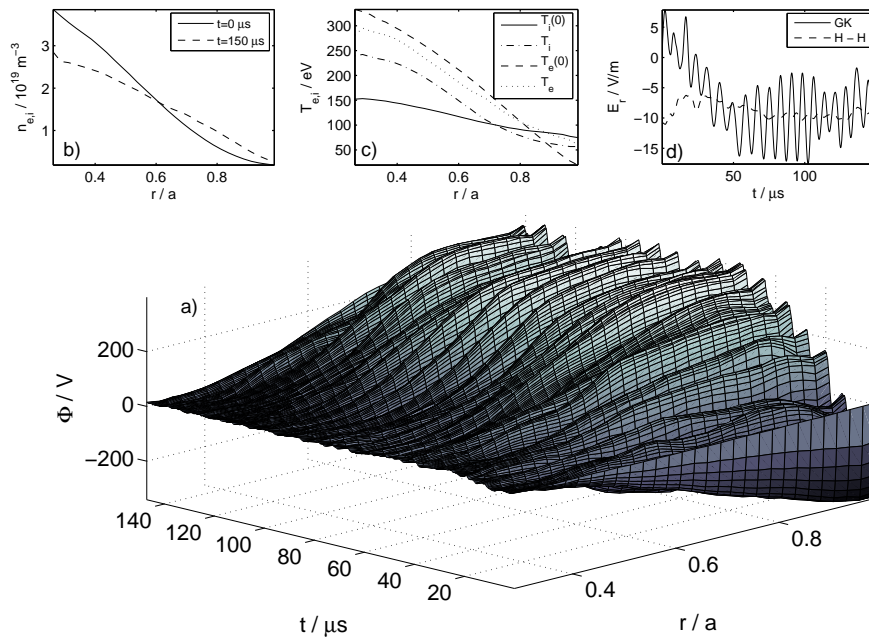 3
2
1
n_{e,i} / 10^{19} m^{-3}
t=0 μs
t=150 μs
b)
0.4 0.6 0.8
r / a
300
250
200
150
100
50
T_{e,i} / eV
T_i(0)
T_i
T_e(0)
T_e
c)
0.4 0.6 0.8
r / a
5
0
−5
−10
−15
E_r / V/m
GK
H − H
d)
50 100
t / μs
a)
200
0
−200
Φ / V
140 120 100 80 60 40 20
t / μs
0.4 0.6 0.8
r / a